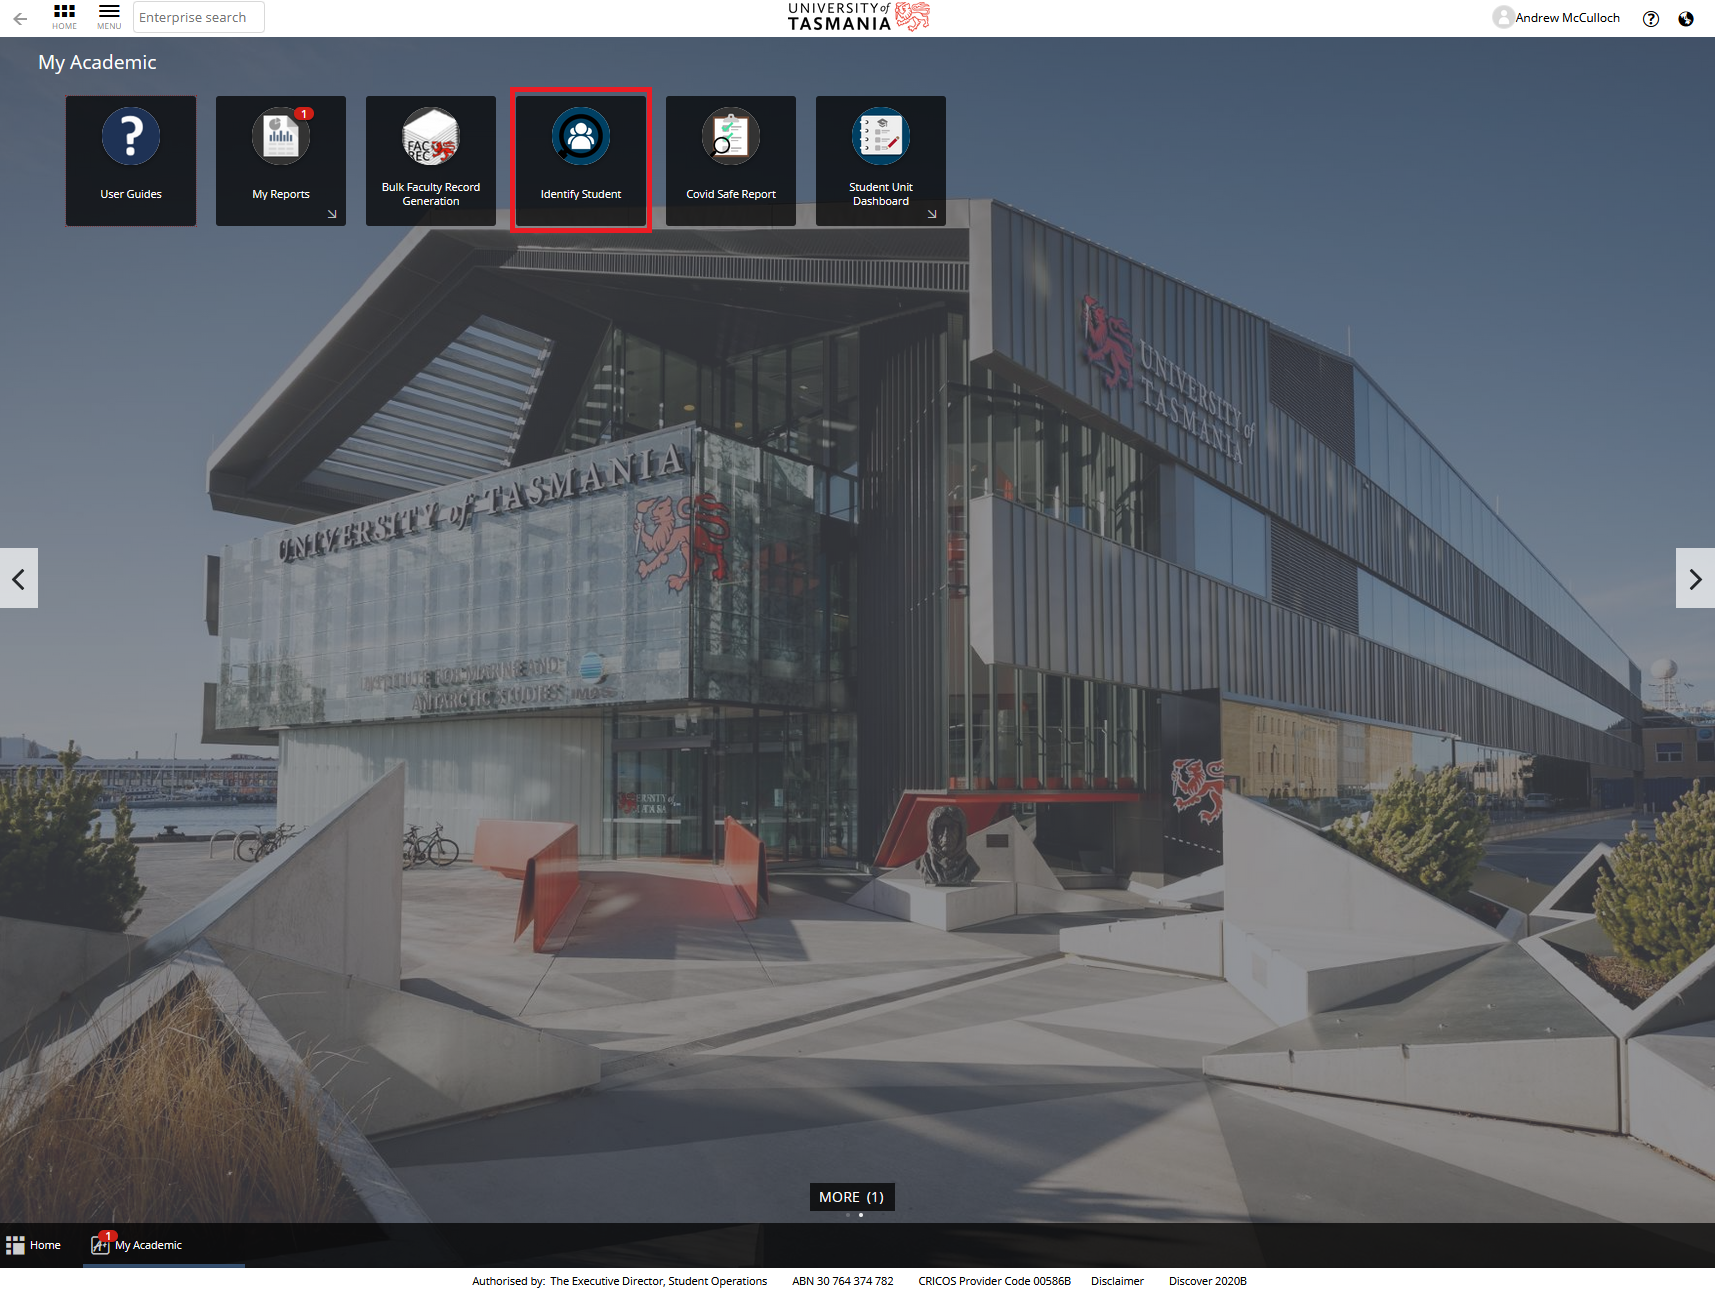 HOME
MENU
Enterprise search
UNIVERSITY of
TASMANIA
Andrew McCulloch
My Academic
User Guides
1
My Reports
FAC
REC
Bulk Faculty Record
Generation
Identify Student
Covid Safe Report
Student Unit
Dashboard
UNIVERSITY of
TASMANIA
UNIVERSITY of TASMANIA
INSTITUTE FOR MARINE AND
ANTARCTIC STUDIES IMAS
MORE (1)
Home
1
A+
My Academic
Authorised by: The Executive Director, Student Operations ABN 30 764 374 782 CRICOS Provider Code 00586B Disclaimer Discover 2020B